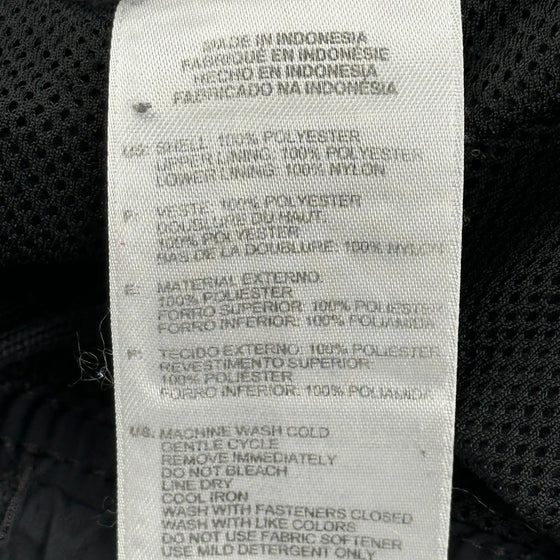 MADE IN INDONESIA
FABRIQUÉ EN INDONÉSIE
HECHO EN INDONESIA
FABRICADO NA INDONÉSIA
US: SHELL: 100% POLYESTER
UPPER LINING: 100% POLYESTER
LOWER LINING: 100% NYLON
F: VESTE: 100% POLYESTER
DOUBLURE DU HAUT:
100% POLYESTER
BAS DE LA DOUBLURE: 100% NYLON
E: MATERIAL EXTERNO:
100% POLIESTER
FORRO SUPERIOR: 100% POLIESTER
FORRO INFERIOR: 100% POLIAMIDA
P: TECIDO EXTERNO: 100% POLIÉSTER
REVESTIMENTO SUPERIOR:
100% POLIÉSTER
FORRO INFERIOR: 100% POLIAMIDA
US: MACHINE WASH COLD
GENTLE CYCLE
REMOVE IMMEDIATELY
DO NOT BLEACH
LINE DRY
COOL IRON
WASH WITH FASTENERS CLOSED
WASH WITH LIKE COLORS
DO NOT USE FABRIC SOFTENER
USE MILD DETERGENT ONLY